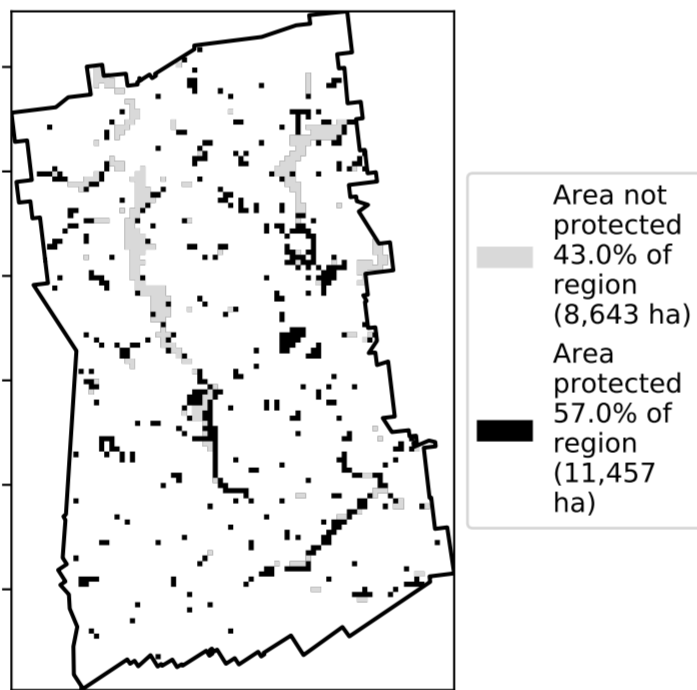 Area not
protected
43.0% of
region
(8,643 ha)
Area
protected
57.0% of
region
(11,457
ha)